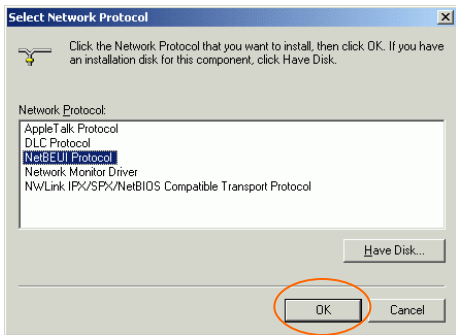 Select Network Protocol
Click the Network Protocol that you want to install, then click OK. If you have
an installation disk for this component, click Have Disk.
Network Protocol:
AppleTalk Protocol
DLC Protocol
NetBEUI Protocol
Network Monitor Driver
NWLink IPX/SPX/NetBIOS Compatible Transport Protocol
Have Disk...
OK
Cancel